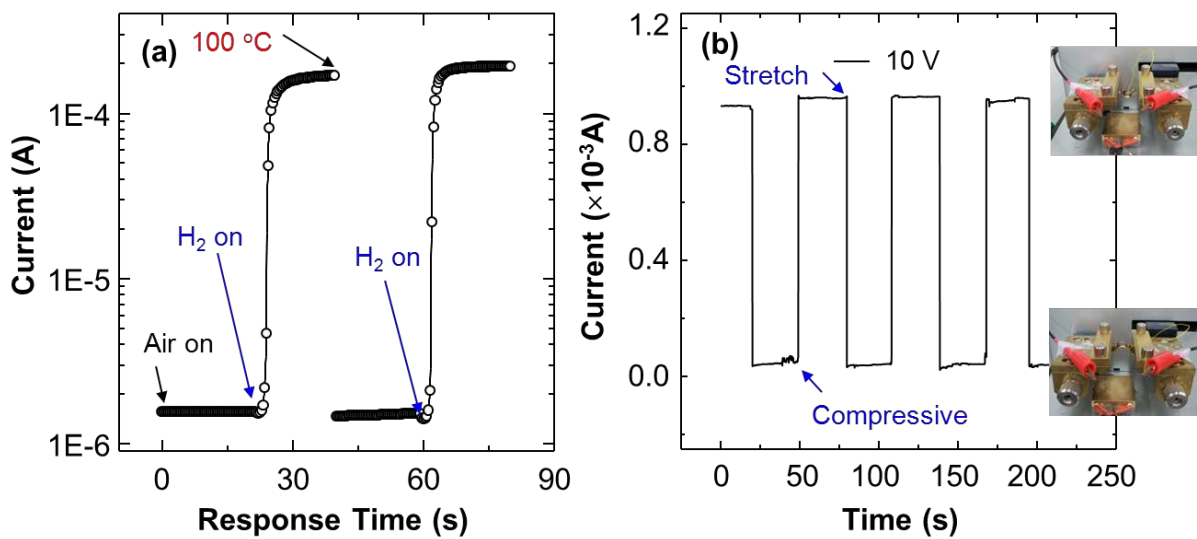 (a)
100 °C
H₂ on
H₂ on
Air on
1E-4
1E-5
1E-6
Current (A)
0
30
60
90
Response Time (s)
(b)
10 V
Stretch
Compressive
1.2
0.9
0.4
0.0
Current (×10⁻³A)
0
50
100
150
200
250
Time (s)